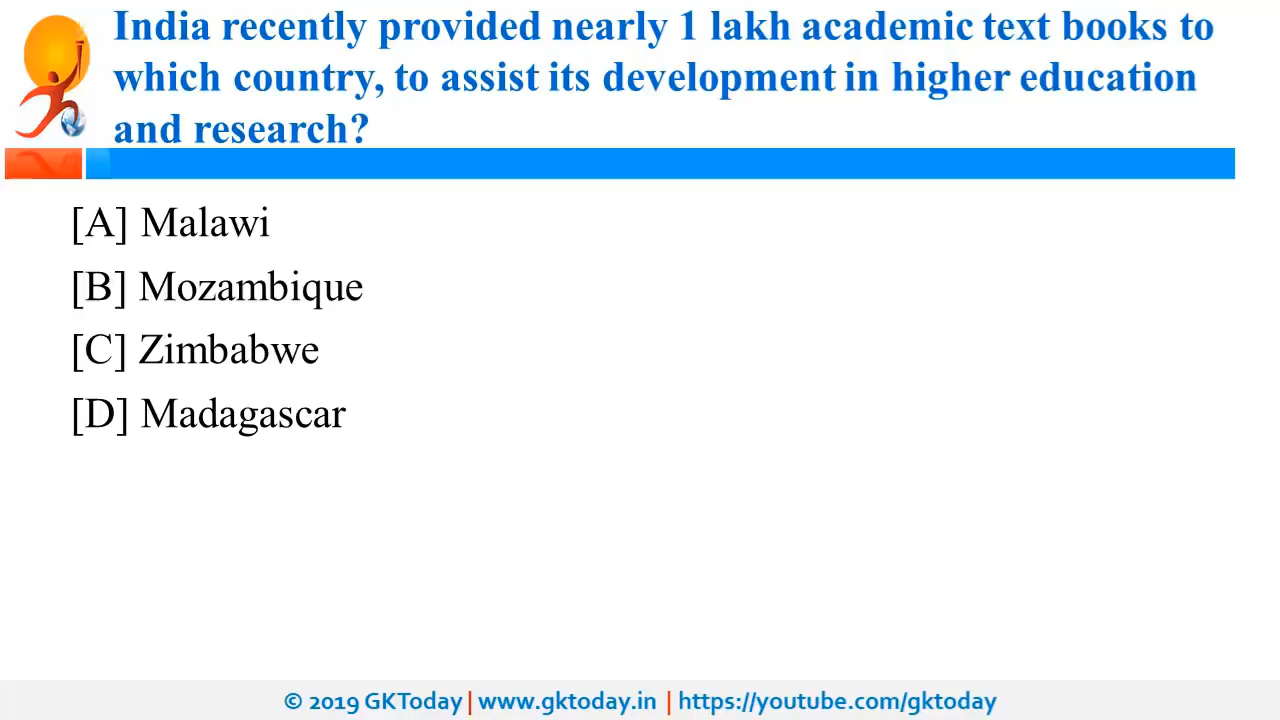 India recently provided nearly 1 lakh academic text books to
which country, to assist its development in higher education
and research?
[A] Malawi
[B] Mozambique
[C] Zimbabwe
[D] Madagascar
© 2019 GKToday | www.gktoday.in | https://youtube.com/gktoday